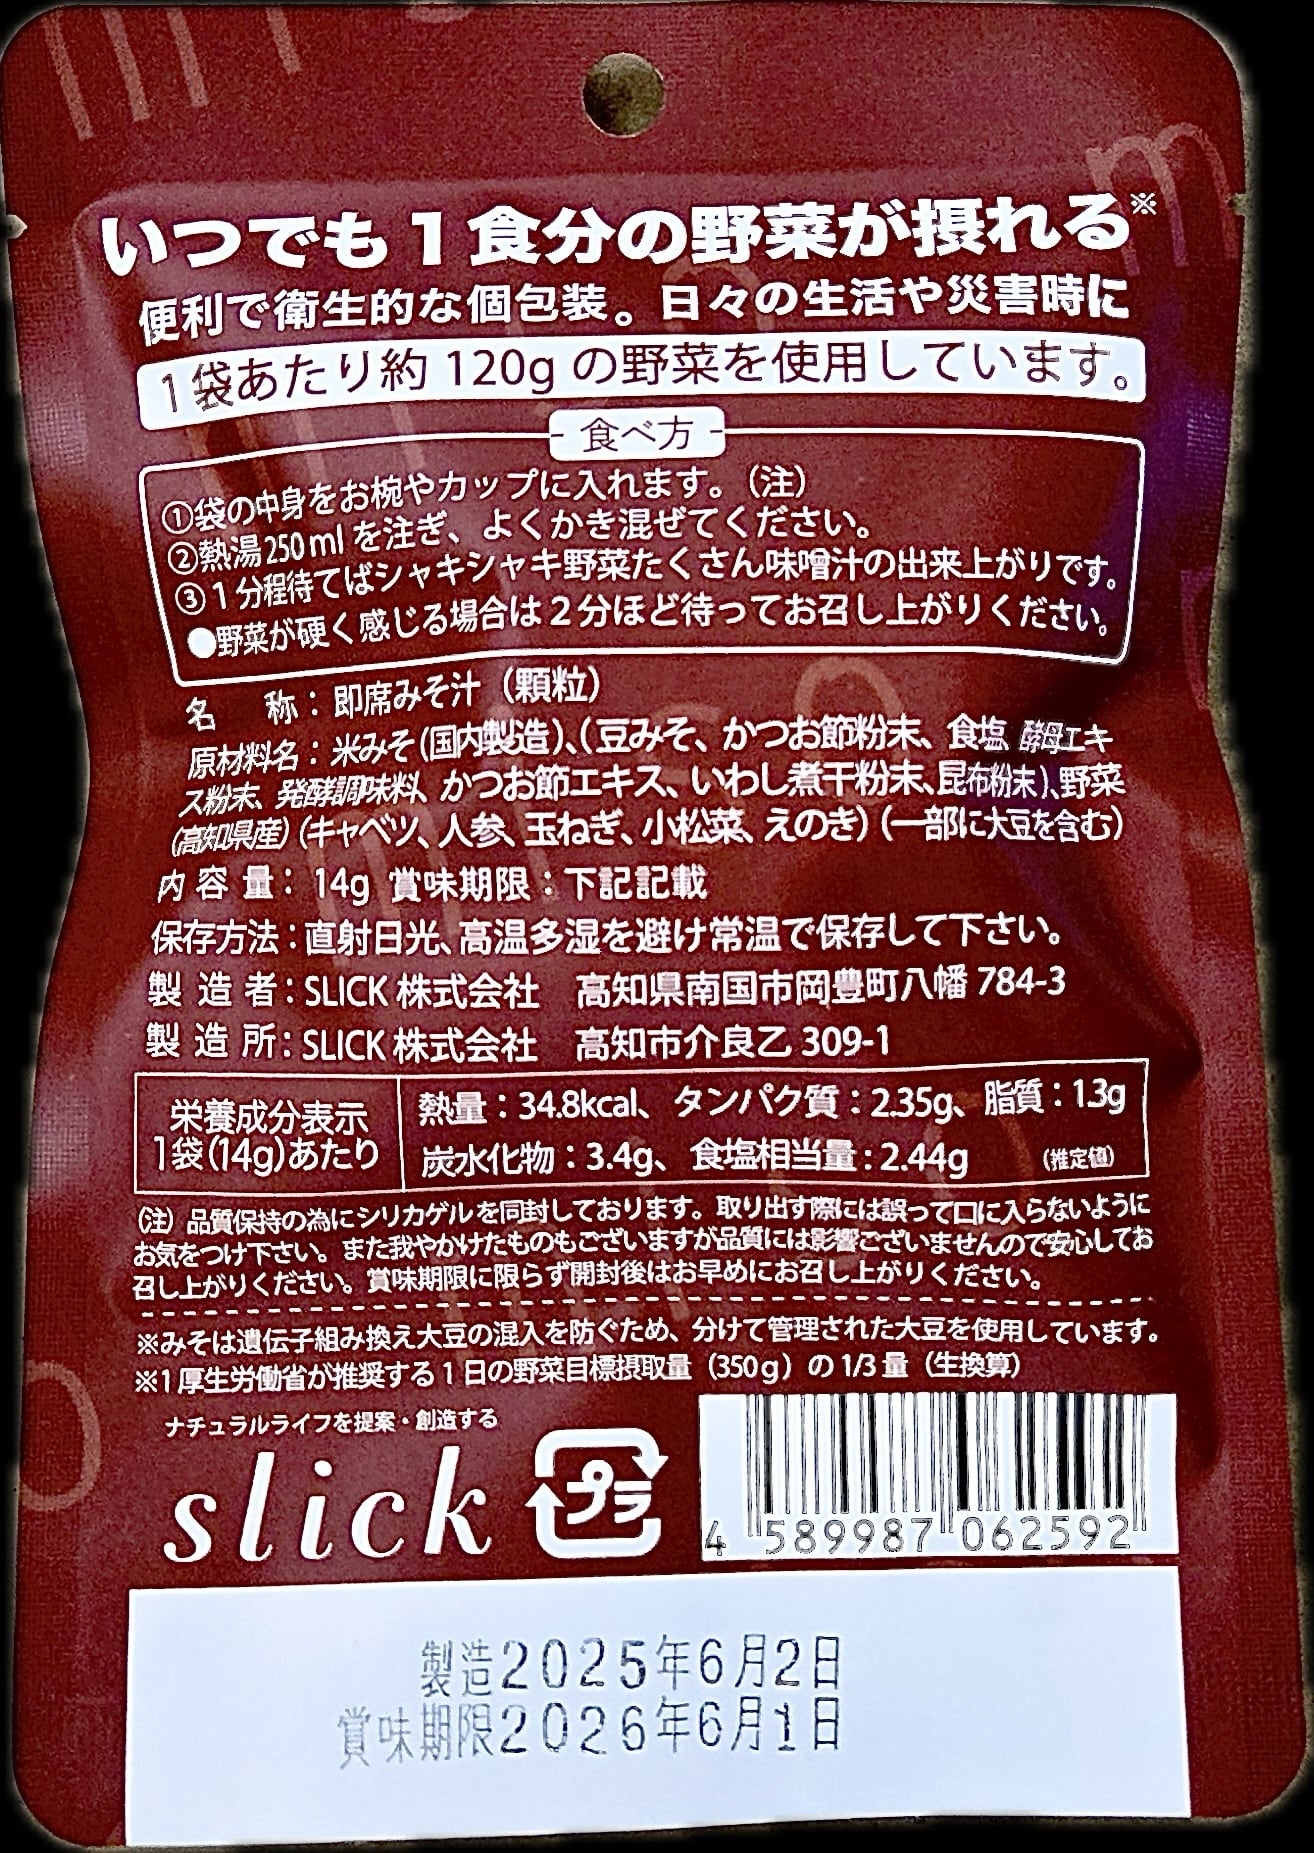 いつでも1食分の野菜が摂れる※
便利で衛生的な個包装。日々の生活や災害時に
1袋あたり約 120g の野菜を使用しています。
- 食べ方 -
①袋の中身をお椀やカップに入れます。(注)
②熱湯250mlを注ぎ、よくかき混ぜてください。
③1分程待てばシャキシャキ野菜たくさん味噌汁の出来上がりです。
●野菜が硬く感じる場合は2分ほど待ってお召し上がりください。
名 称:即席みそ汁(顆粒)
原材料名:米みそ(国内製造)、(豆みそ、かつお節粉末、食塩、酵母エキ
ス粉末、発酵調味料、かつお節エキス、いわし煮干粉末、昆布粉末)、野菜
(高知県産)(キャベツ、人参、玉ねぎ、小松菜、えのき)(一部に大豆を含む)
内容量:14g 賞味期限:下記記載
保存方法:直射日光、高温多湿を避け常温で保存して下さい。
製造者:SLICK 株式会社 高知県南国市岡豊町八幡 784-3
製造所:SLICK 株式会社 高知市介良乙 309-1
栄養成分表示
1袋(14g)あたり
熱量:34.8kcal、タンパク質:2.35g、脂質:1.3g
炭水化物:3.4g、食塩相当量:2.44g (推定値)
(注)品質保持の為にシリカゲルを同封しております。取り出す際には誤って口に入らないように
お気をつけ下さい。また我やかけたものもございますが品質には影響ございませんので安心してお
召し上がりください。賞味期限に限らず開封後はお早めにお召し上がりください。
※みそは遺伝子組み換え大豆の混入を防ぐため、分けて管理された大豆を使用しています。
※1厚生労働省が推奨する1日の野菜目標摂取量(350g)の1/3量(生換算)
ナチュラルライフを提案・創造する
slick
プラ
4 589987 062592
製造2025年6月2日
賞味期限2026年6月1日